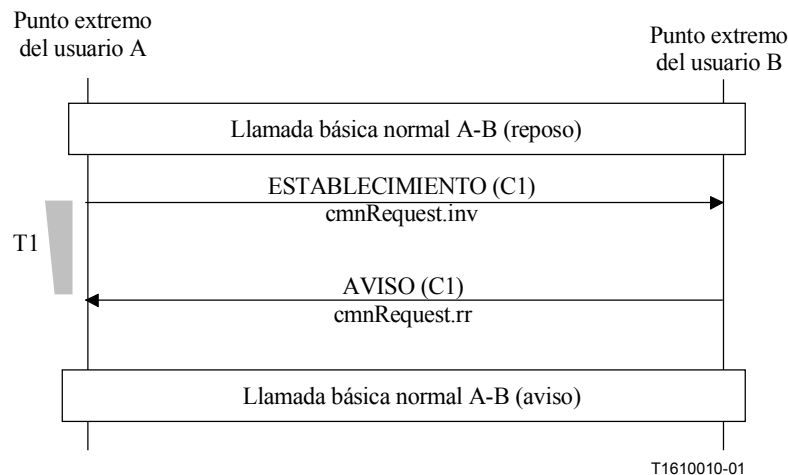 Punto extremo
del usuario A
Punto extremo
del usuario B
Llamada básica normal A-B (reposo)
ESTABLECIMIENTO (C1)
cmnRequest.inv
T1
AVISO (C1)
cmnRequest.rr
Llamada básica normal A-B (aviso)
T1610010-01